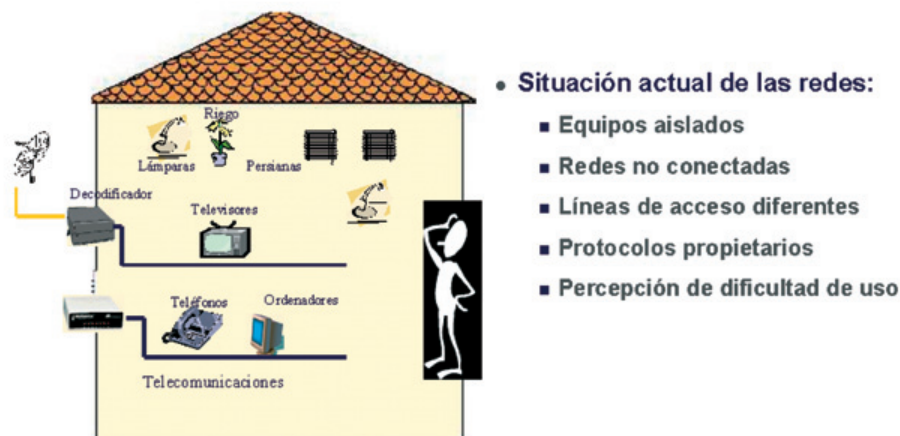 Riego
Lámparas
Persianas
Decodificador
Televisores
Teléfonos
Ordenadores
Telecomunicaciones
• Situación actual de las redes:
▪ Equipos aislados
▪ Redes no conectadas
▪ Líneas de acceso diferentes
▪ Protocolos propietarios
▪ Percepción de dificultad de uso